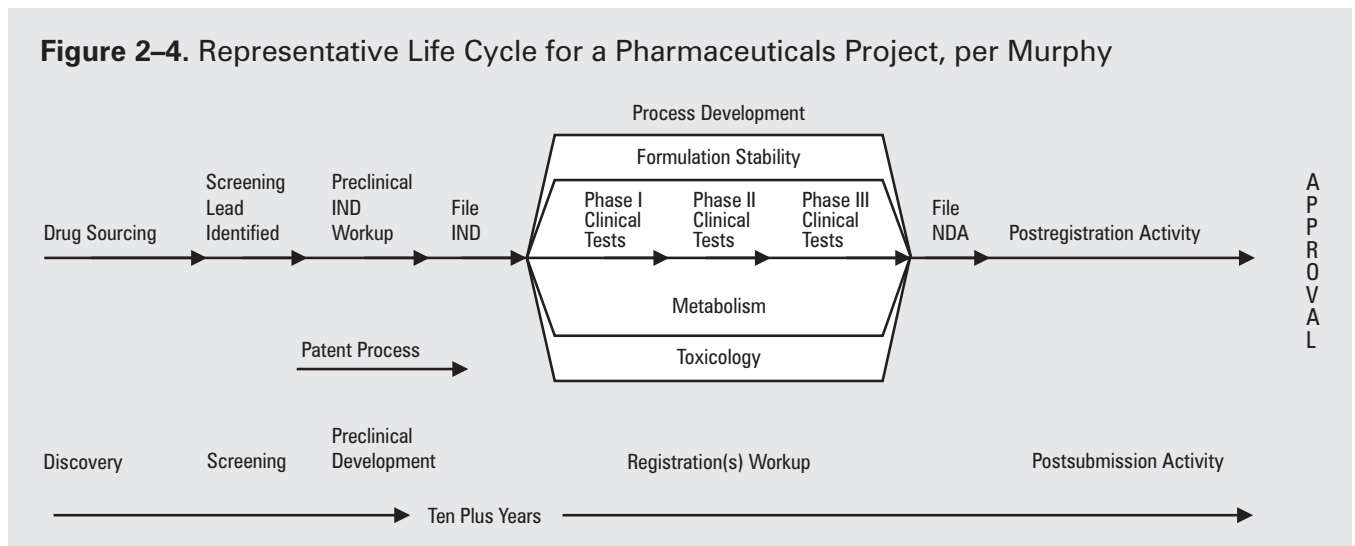 Figure 2–4. Representative Life Cycle for a Pharmaceuticals Project, per Murphy
Process Development
Formulation Stability
Drug Sourcing
Screening
Lead
Identified
Preclinical
IND
Workup
File
IND
Phase I
Clinical
Tests
Phase II
Clinical
Tests
Phase III
Clinical
Tests
File
NDA
Postregistration Activity
A
P
P
R
O
V
A
L
Metabolism
Toxicology
Patent Process
Discovery
Screening
Preclinical
Development
Registration(s) Workup
Postsubmission Activity
Ten Plus Years